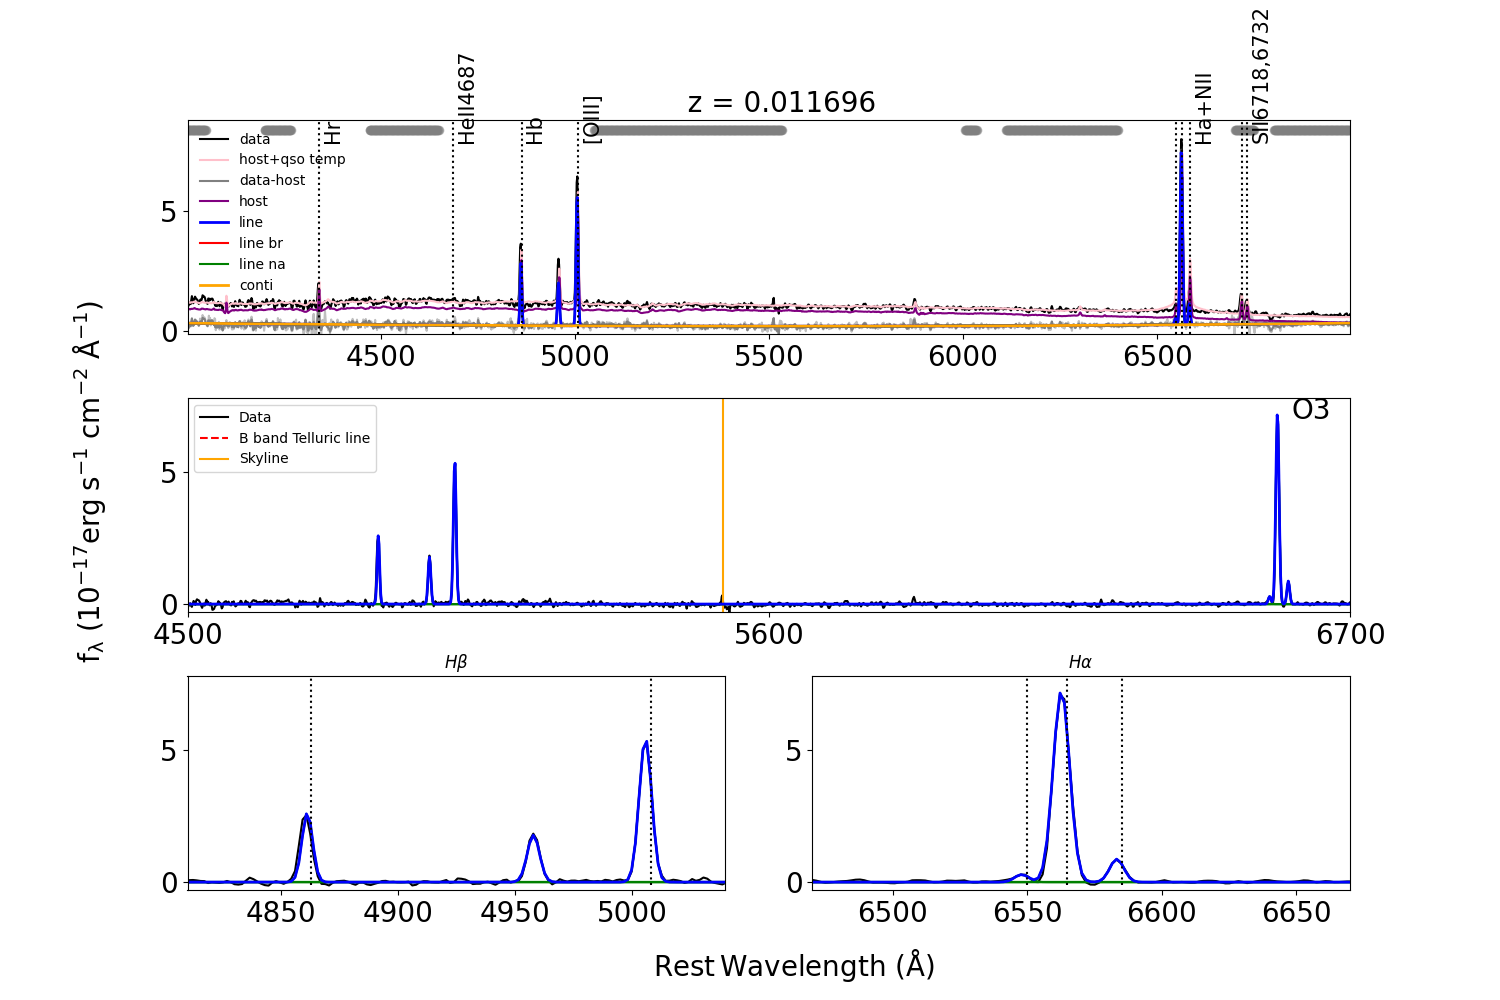 z = 0.011696
Hr
HeII4687
Hb
[OIII]
Ha+NII
SII6718,6732
data
host+qso temp
data-host
host
line
line br
line na
conti
5
0
4500 5000 5500 6000 6500
Data
B band Telluric line
Skyline
O3
5
0
4500 5600 6700
fλ (10⁻¹⁷erg s⁻¹ cm⁻² Å⁻¹)
Hβ
5
0
4850 4900 4950 5000
Hα
5
0
6500 6550 6600 6650
Rest Wavelength (Å)